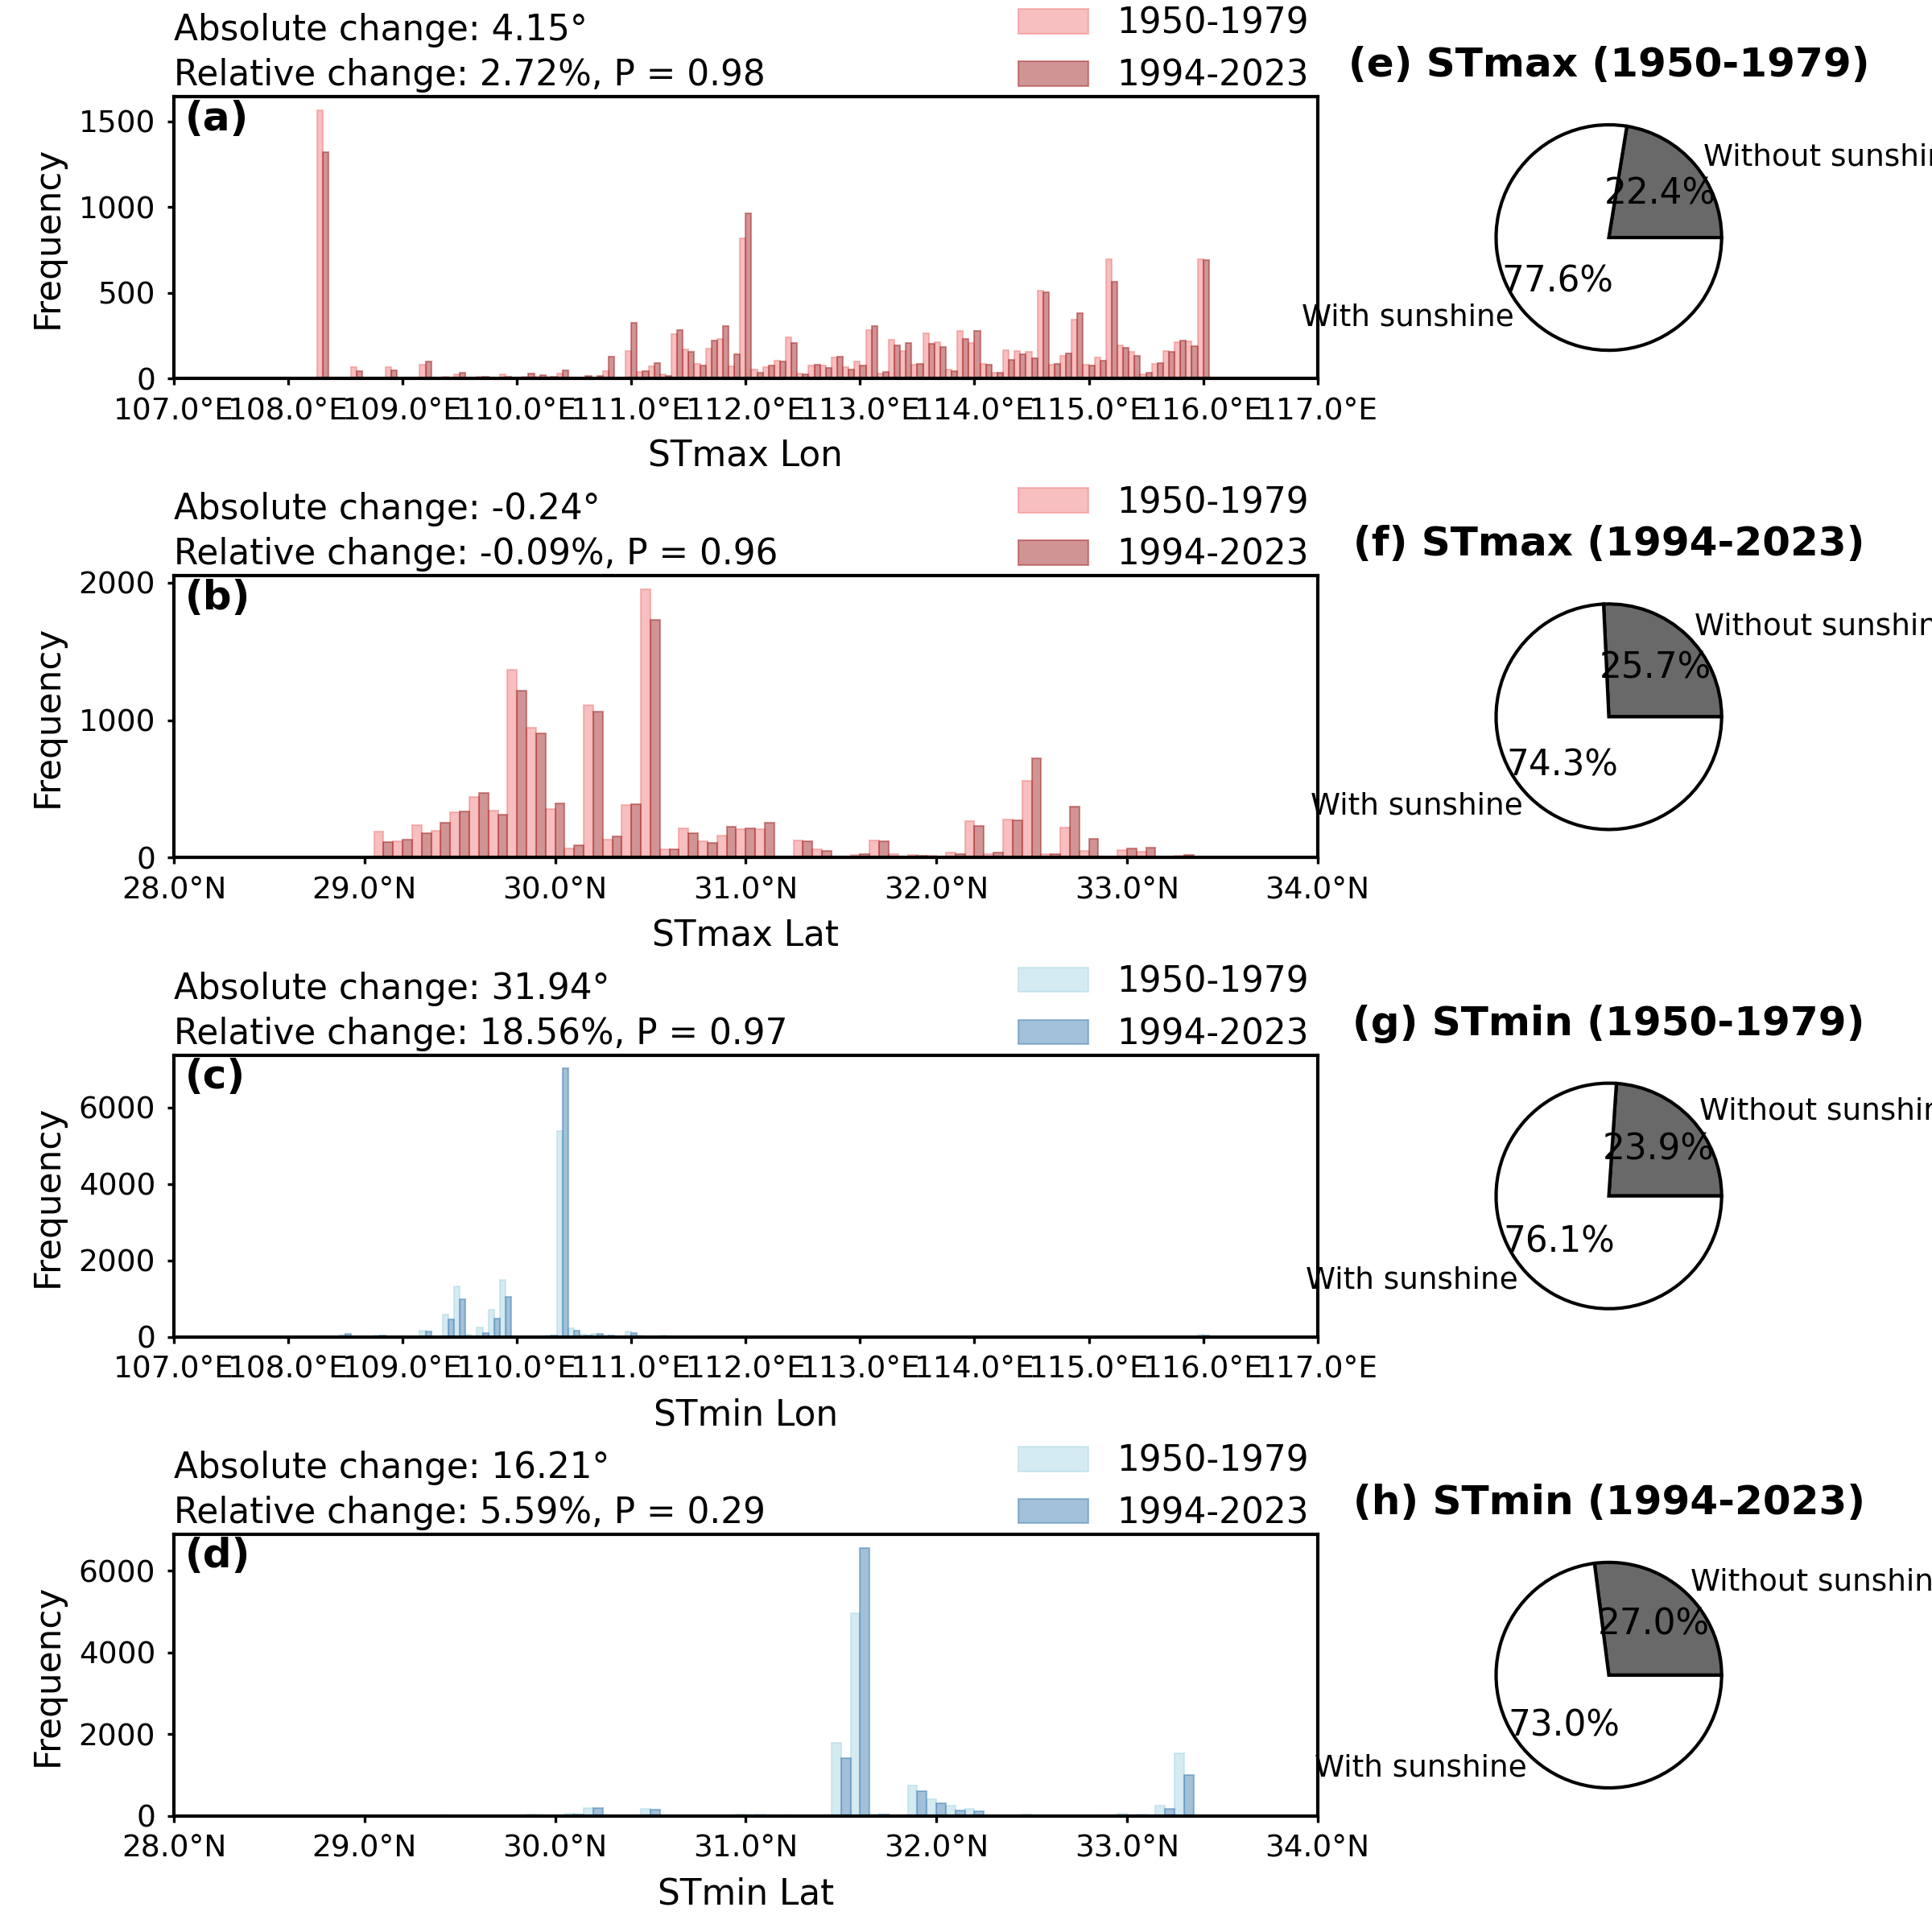 Absolute change: 4.15°
Relative change: 2.72%, P = 0.98
1950-1979
1994-2023
(a)
Frequency
1500
1000
500
0
107.0°E 108.0°E 109.0°E 110.0°E 111.0°E 112.0°E 113.0°E 114.0°E 115.0°E 116.0°E 117.0°E
STmax Lon
(e) STmax (1950-1979)
Without sunshi
22.4%
77.6%
With sunshine
Absolute change: -0.24°
Relative change: -0.09%, P = 0.96
1950-1979
1994-2023
(b)
Frequency
2000
1000
0
28.0°N 29.0°N 30.0°N 31.0°N 32.0°N 33.0°N 34.0°N
STmax Lat
(f) STmax (1994-2023)
Without sunshin
25.7%
74.3%
With sunshine
Absolute change: 31.94°
Relative change: 18.56%, P = 0.97
1950-1979
1994-2023
(c)
Frequency
6000
4000
2000
0
107.0°E 108.0°E 109.0°E 110.0°E 111.0°E 112.0°E 113.0°E 114.0°E 115.0°E 116.0°E 117.0°E
STmin Lon
(g) STmin (1950-1979)
Without sunshi
23.9%
76.1%
With sunshine
Absolute change: 16.21°
Relative change: 5.59%, P = 0.29
1950-1979
1994-2023
(d)
Frequency
6000
4000
2000
0
28.0°N 29.0°N 30.0°N 31.0°N 32.0°N 33.0°N 34.0°N
STmin Lat
(h) STmin (1994-2023)
Without sunshin
27.0%
73.0%
With sunshine